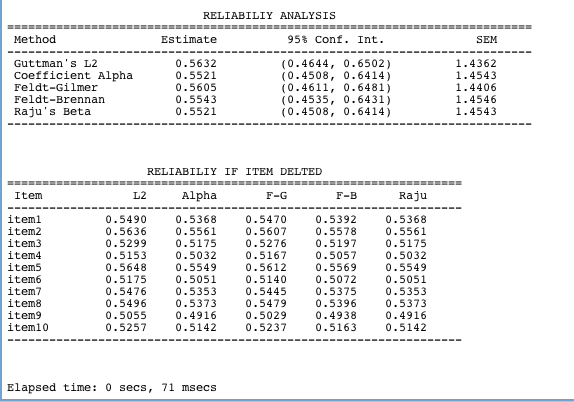 RELIABILIY ANALYSIS
==========================================================================
Method Estimate 95% Conf. Int. SEM
--------------------------------------------------------------------------
Guttman's L2 0.5632 (0.4644, 0.6502) 1.4362
Coefficient Alpha 0.5521 (0.4508, 0.6414) 1.4543
Feldt-Gilmer 0.5605 (0.4611, 0.6481) 1.4406
Feldt-Brennan 0.5543 (0.4535, 0.6431) 1.4546
Raju's Beta 0.5521 (0.4508, 0.6414) 1.4543
--------------------------------------------------------------------------
RELIABILIY IF ITEM DELTED
=================================================================
Item L2 Alpha F-G F-B Raju
-----------------------------------------------------------------
item1 0.5490 0.5368 0.5470 0.5392 0.5368
item2 0.5636 0.5561 0.5607 0.5578 0.5561
item3 0.5299 0.5175 0.5276 0.5197 0.5175
item4 0.5153 0.5032 0.5167 0.5057 0.5032
item5 0.5648 0.5549 0.5612 0.5569 0.5549
item6 0.5175 0.5051 0.5140 0.5072 0.5051
item7 0.5476 0.5353 0.5445 0.5375 0.5353
item8 0.5496 0.5373 0.5479 0.5396 0.5373
item9 0.5055 0.4916 0.5029 0.4938 0.4916
item10 0.5257 0.5142 0.5237 0.5163 0.5142
-----------------------------------------------------------------
Elapsed time: 0 secs, 71 msecs